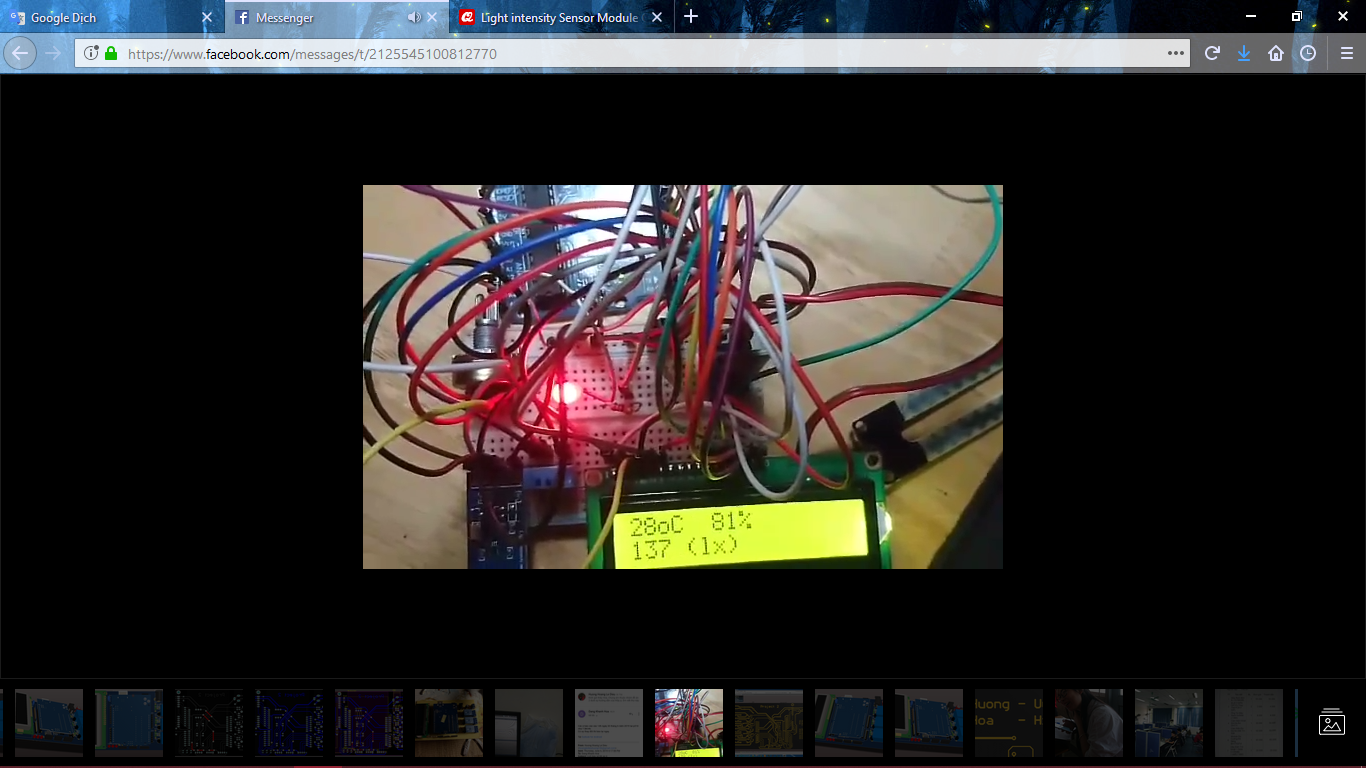 Google Dịch
Messenger
Light intensity Sensor Module
https://www.facebook.com/messages/t/2125545100812770
28oC 81%
137 (lx)